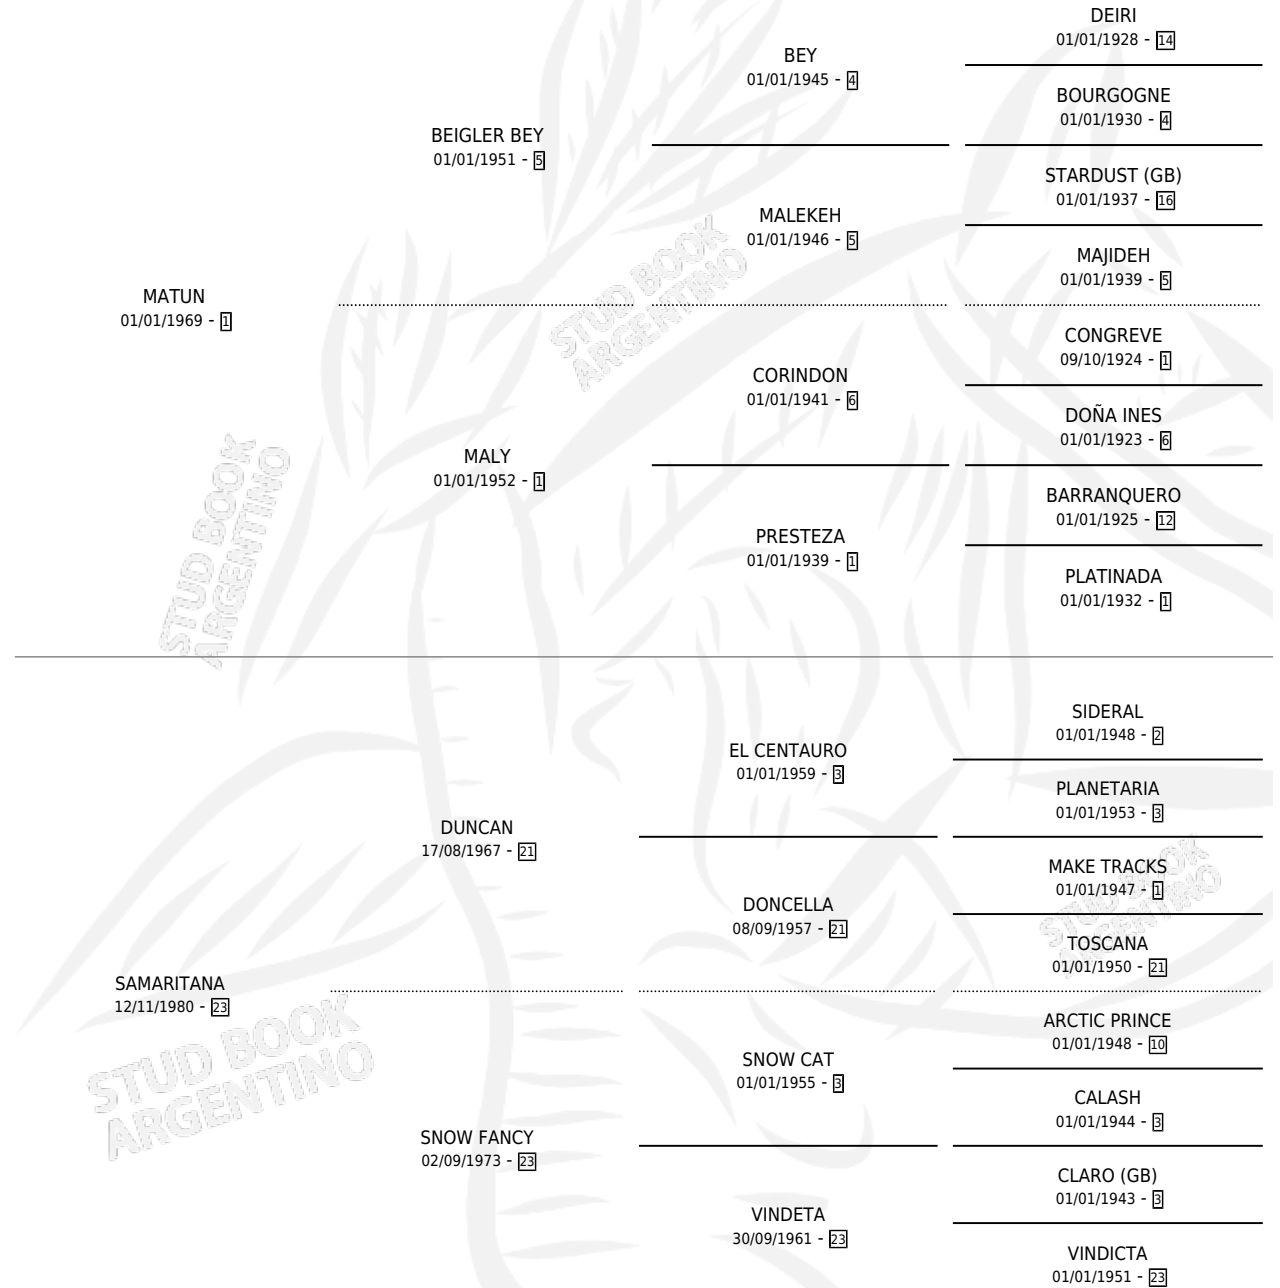 DEIRI
01/01/1928 - 14
BEY
01/01/1945 - 4
BOURGOGNE
01/01/1930 - 4
BEIGLER BEY
01/01/1951 - 5
STARDUST (GB)
01/01/1937 - 16
MALEKEH
01/01/1946 - 5
MAJIDEH
01/01/1939 - 5
MATUN
01/01/1969 - 1
CONGREVE
09/10/1924 - 1
CORINDON
01/01/1941 - 6
DOÑA INES
01/01/1923 - 6
MALY
01/01/1952 - 1
BARRANQUERO
01/01/1925 - 12
PRESTEZA
01/01/1939 - 1
PLATINADA
01/01/1932 - 1
STUD BOOK
ARGENTINO
STUD BOOK
ARGENTINO
SIDERAL
01/01/1948 - 2
EL CENTAURO
01/01/1959 - 3
PLANETARIA
01/01/1953 - 3
DUNCAN
17/08/1967 - 21
MAKE TRACKS
01/01/1947 - 1
DONCELLA
08/09/1957 - 21
TOSCANA
01/01/1950 - 21
SAMARITANA
12/11/1980 - 23
ARCTIC PRINCE
01/01/1948 - 10
SNOW CAT
01/01/1955 - 3
CALASH
01/01/1944 - 3
SNOW FANCY
02/09/1973 - 23
CLARO (GB)
01/01/1943 - 3
VINDETA
30/09/1961 - 23
VINDICTA
01/01/1951 - 23
STUD BOOK
ARGENTINO
STUD BOOK
ARGENTINO